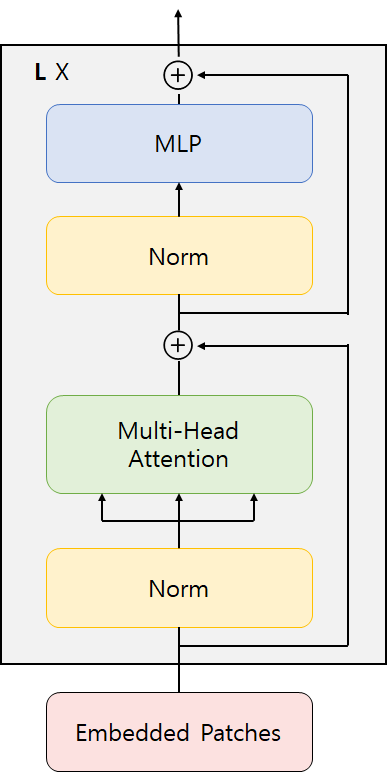 L X
MLP
Norm
Multi-Head
Attention
Norm
Embedded Patches